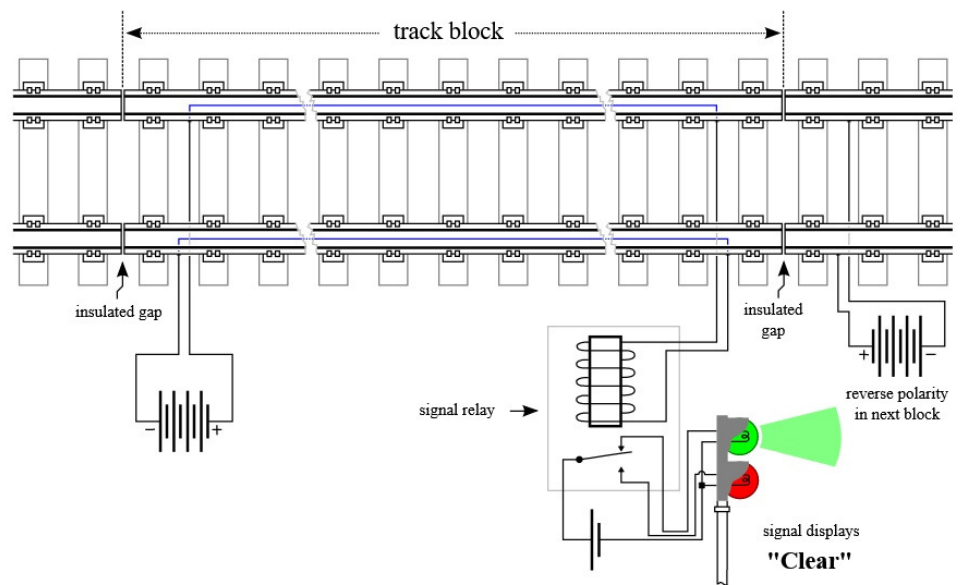 track block
insulated gap
insulated
gap
−
+
+
−
reverse polarity
in next block
signal relay
signal displays
"Clear"